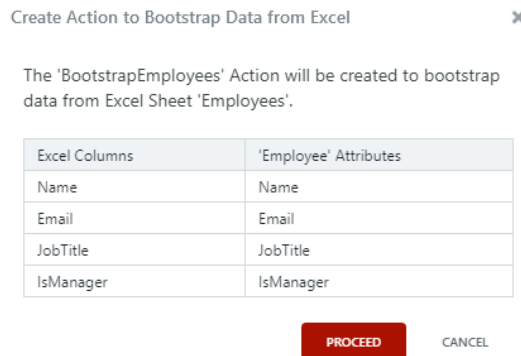 Create Action to Bootstrap Data from Excel
The 'BootstrapEmployees' Action will be created to bootstrap
data from Excel Sheet 'Employees'.
Excel Columns 'Employee' Attributes
Name Name
Email Email
JobTitle JobTitle
IsManager IsManager
PROCEED CANCEL